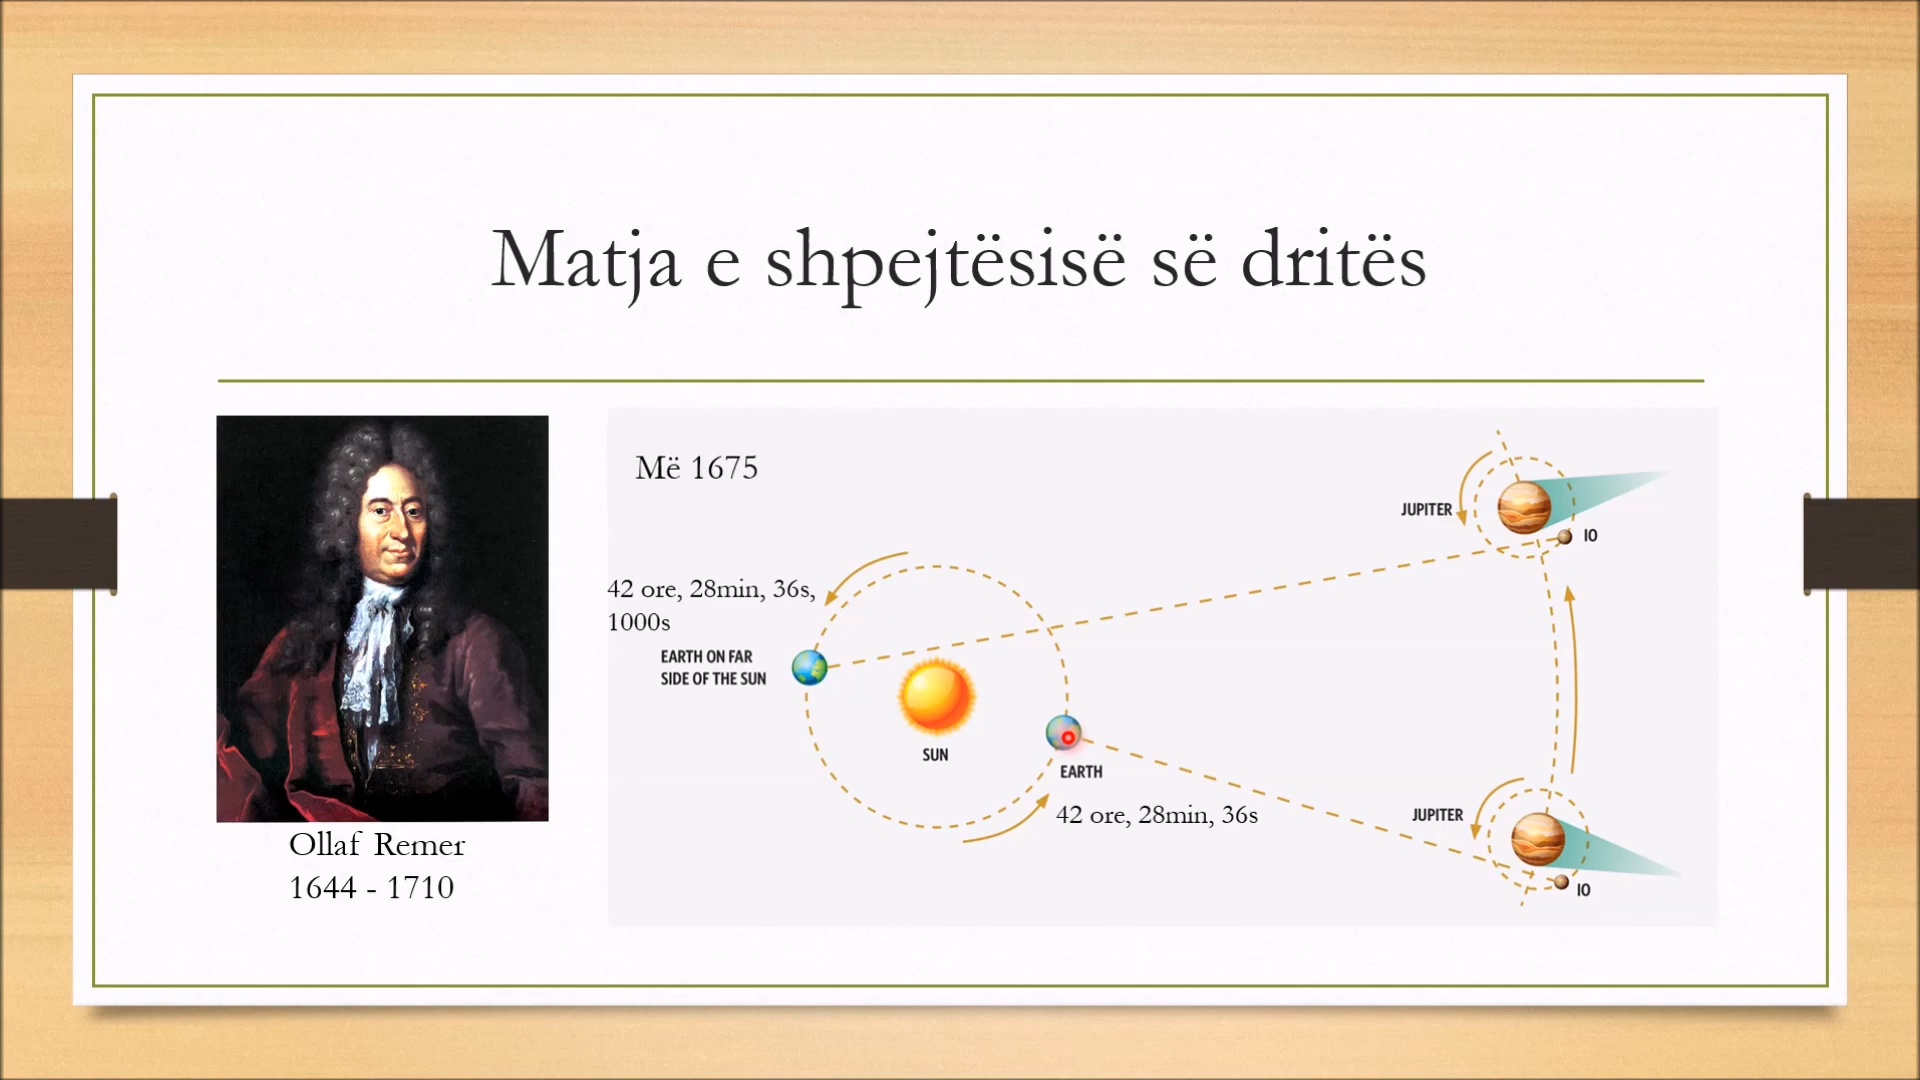 Matja e shpejtësisë së dritës
Më 1675
JUPITER
IO
42 ore, 28min, 36s,
1000s
EARTH ON FAR
SIDE OF THE SUN
SUN
EARTH
42 ore, 28min, 36s
JUPITER
IO
Ollaf Remer
1644 - 1710